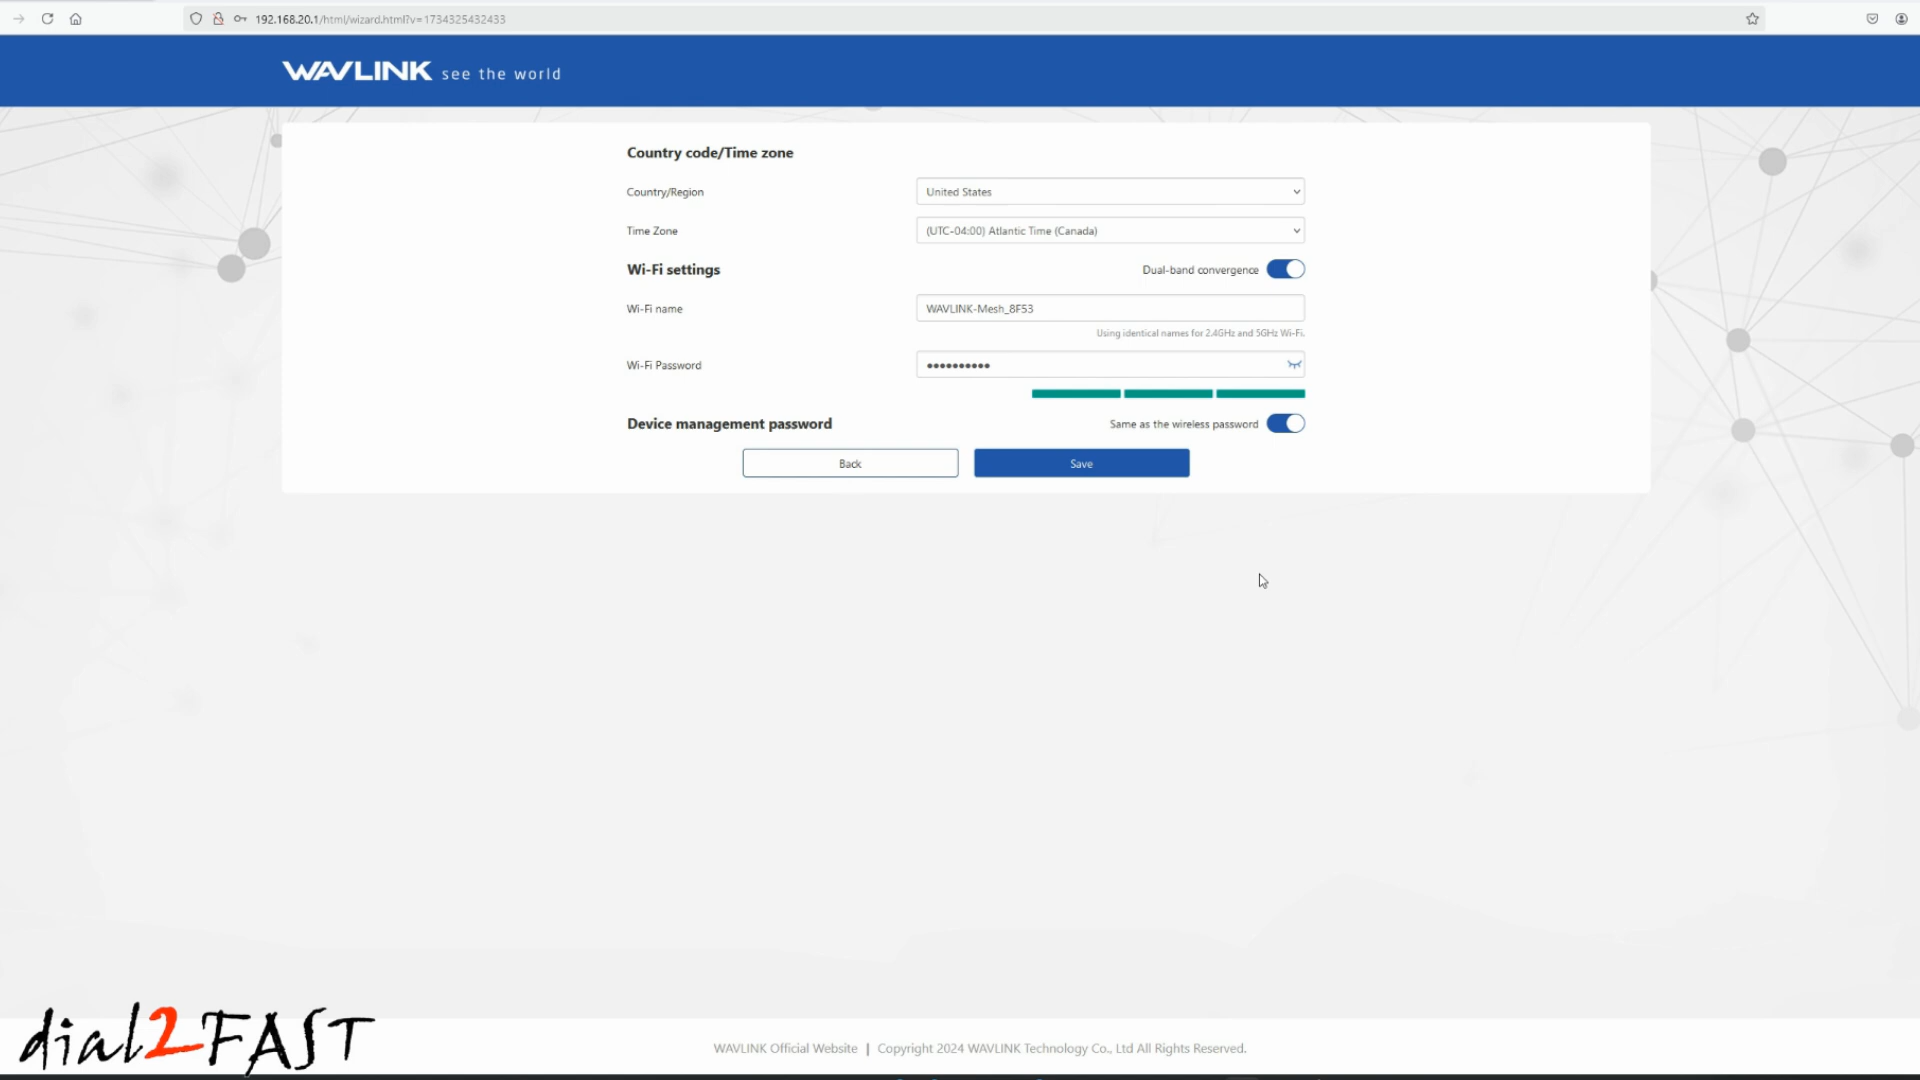 192.168.20.1/html/wizard.html?v=1734325432433
WAVLINK see the world
Country code/Time zone
Country/Region
United States
Time Zone
(UTC-04:00) Atlantic Time (Canada)
Wi-Fi settings
Dual-band convergence
Wi-Fi name
WAVLINK-Mesh_8F53
Using identical names for 2.4GHz and 5GHz Wi-Fi.
Wi-Fi Password
••••••••••
Device management password
Same as the wireless password
Back
Save
dial2FAST
WAVLINK Official Website | Copyright 2024 WAVLINK Technology Co., Ltd All Rights Reserved.